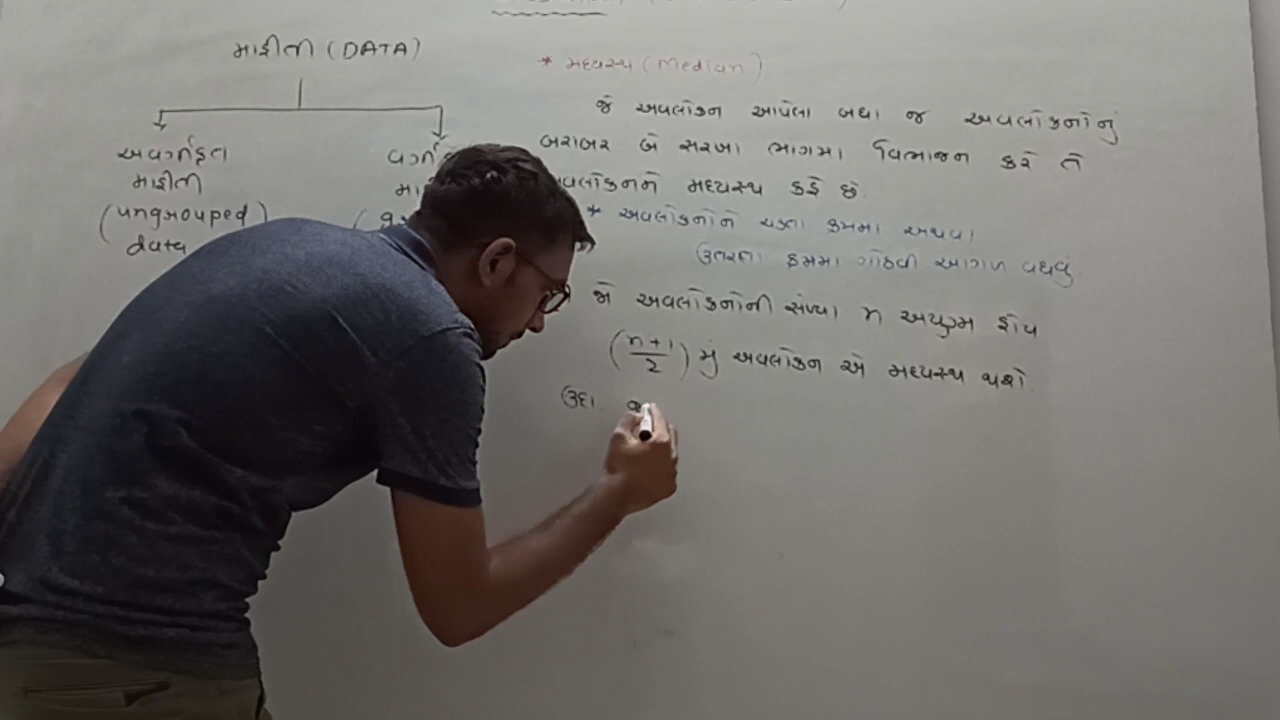 માહીતી (DATA)
અવર્ગીકૃત
માહીતી
(ungrouped)
data
* મધ્યસ્થ (Median)
જે અવલોકન આપેલા બધા જ અવલોકનોનું
બરાબર બે સરખા ભાગમા વિભાજન કરે તે
મધ્યસ્થ કહે છે.
* અવલોકનોને ચડતા ક્રમમા અથવા
ઉતરતા ક્રમમા ગોઠવી આગળ વધવું
જો અવલોકનોની સંખ્યા n અયુગ્મ હોય
(n+1/2) મું અવલોકન એ મધ્યસ્થ થશે
ઉદા.